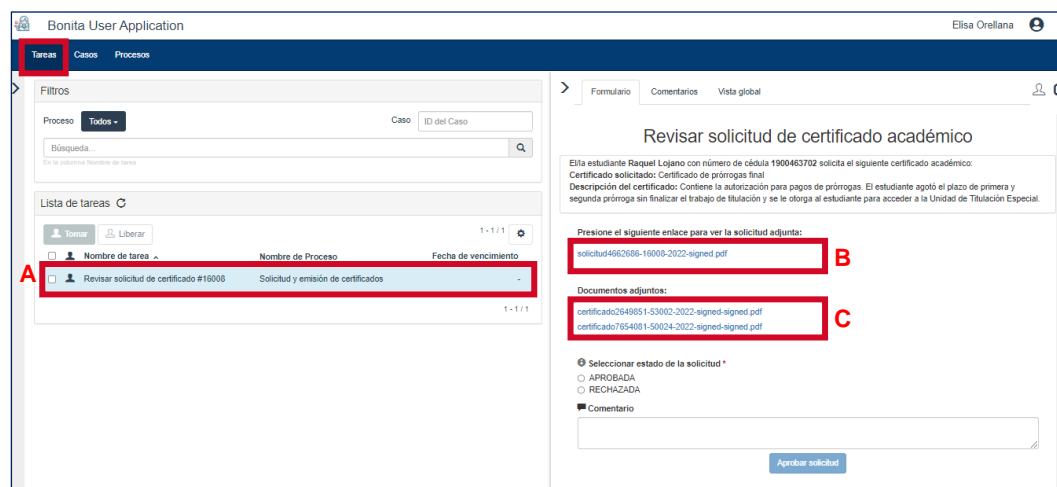 Bonita User Application
Elisa Orellana
Tareas Casos Procesos
Filtros
Proceso Todos Caso ID del Caso
Búsqueda...
En la columna Nombre de tarea
Lista de tareas
Tomar Liberar 1 - 1 / 1
Nombre de tarea Nombre de Proceso Fecha de vencimiento
A Revisar solicitud de certificado #16008 Solicitud y emisión de certificados -
1 - 1 / 1
Formulario Comentarios Vista global
Revisar solicitud de certificado académico
El/la estudiante Raquel Lojano con número de cédula 1900463702 solicita el siguiente certificado académico:
Certificado solicitado: Certificado de prórrogas final
Descripción del certificado: Contiene la autorización para pagos de prórrogas. El estudiante agotó el plazo de primera y
segunda prórroga sin finalizar el trabajo de titulación y se le otorga al estudiante para acceder a la Unidad de Titulación Especial.
Presione el siguiente enlace para ver la solicitud adjunta:
solicitud4662686-16008-2022-signed.pdf B
Documentos adjuntos:
certificado2649851-53002-2022-signed-signed.pdf
certificado7654081-50024-2022-signed-signed.pdf
C
Seleccionar estado de la solicitud *
APROBADA
RECHAZADA
Comentario
Aprobar solicitud